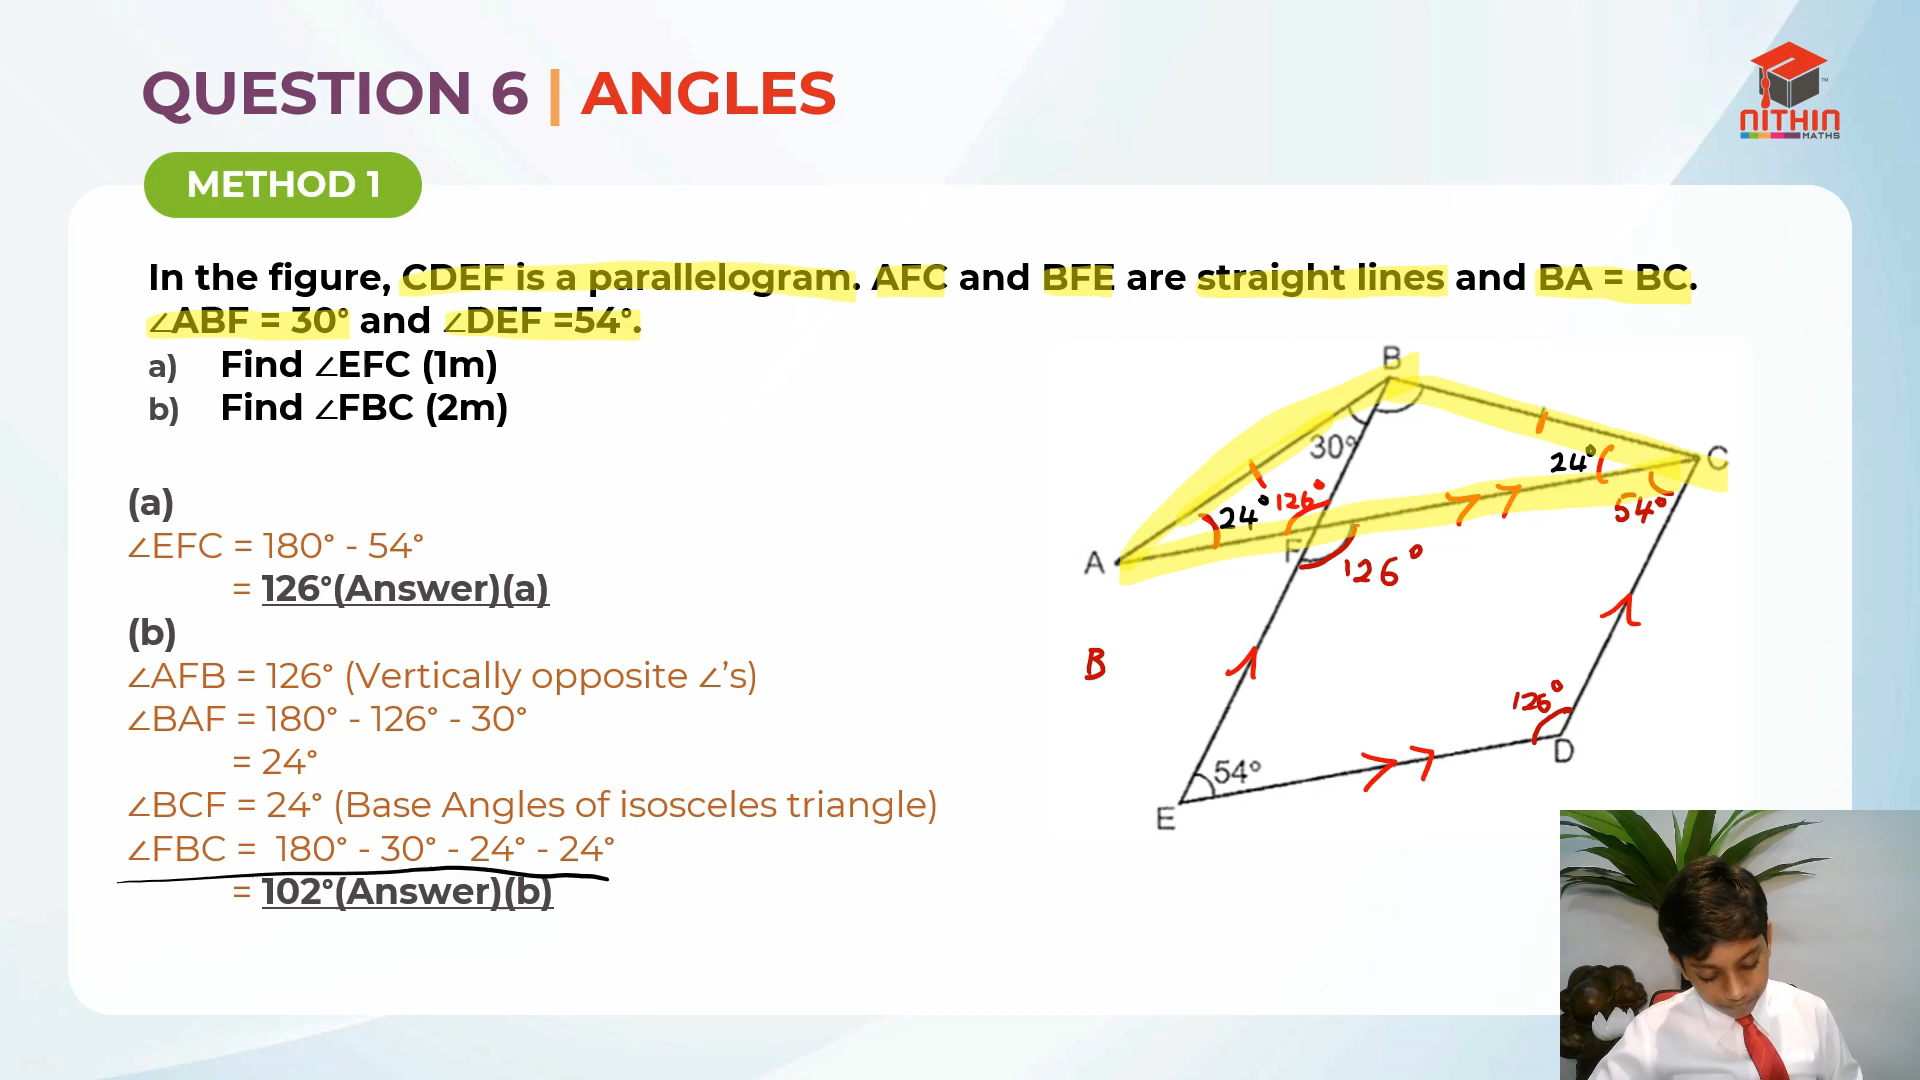 QUESTION 6 | ANGLES
NITHIN
MATHS
TM
METHOD 1
In the figure, CDEF is a parallelogram. AFC and BFE are straight lines and BA = BC.
∠ABF = 30° and ∠DEF =54°.
a) Find ∠EFC (1m)
b) Find ∠FBC (2m)
(a)
∠EFC = 180° - 54°
= 126°(Answer)(a)
(b)
∠AFB = 126° (Vertically opposite ∠’s)
∠BAF = 180° - 126° - 30°
= 24°
∠BCF = 24° (Base Angles of isosceles triangle)
∠FBC = 180° - 30° - 24° - 24°
= 102°(Answer)(b)
B
30°
24°
C
24°
126°
54°
A
F
126°
B
126°
D
54°
E